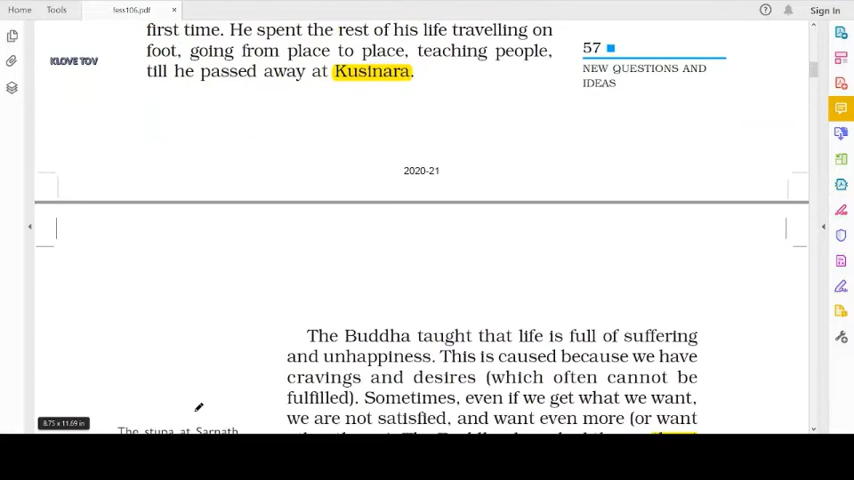 Home Tools fess106.pdf × Sign In
first time. He spent the rest of his life travelling on
foot, going from place to place, teaching people,
till he passed away at Kusinara.
KLOVE TOV
57
NEW QUESTIONS AND
IDEAS
2020-21
The Buddha taught that life is full of suffering
and unhappiness. This is caused because we have
cravings and desires (which often cannot be
fulfilled). Sometimes, even if we get what we want,
we are not satisfied, and want even more (or want
8.75 x 11.69 in
The stupa at Sarnath